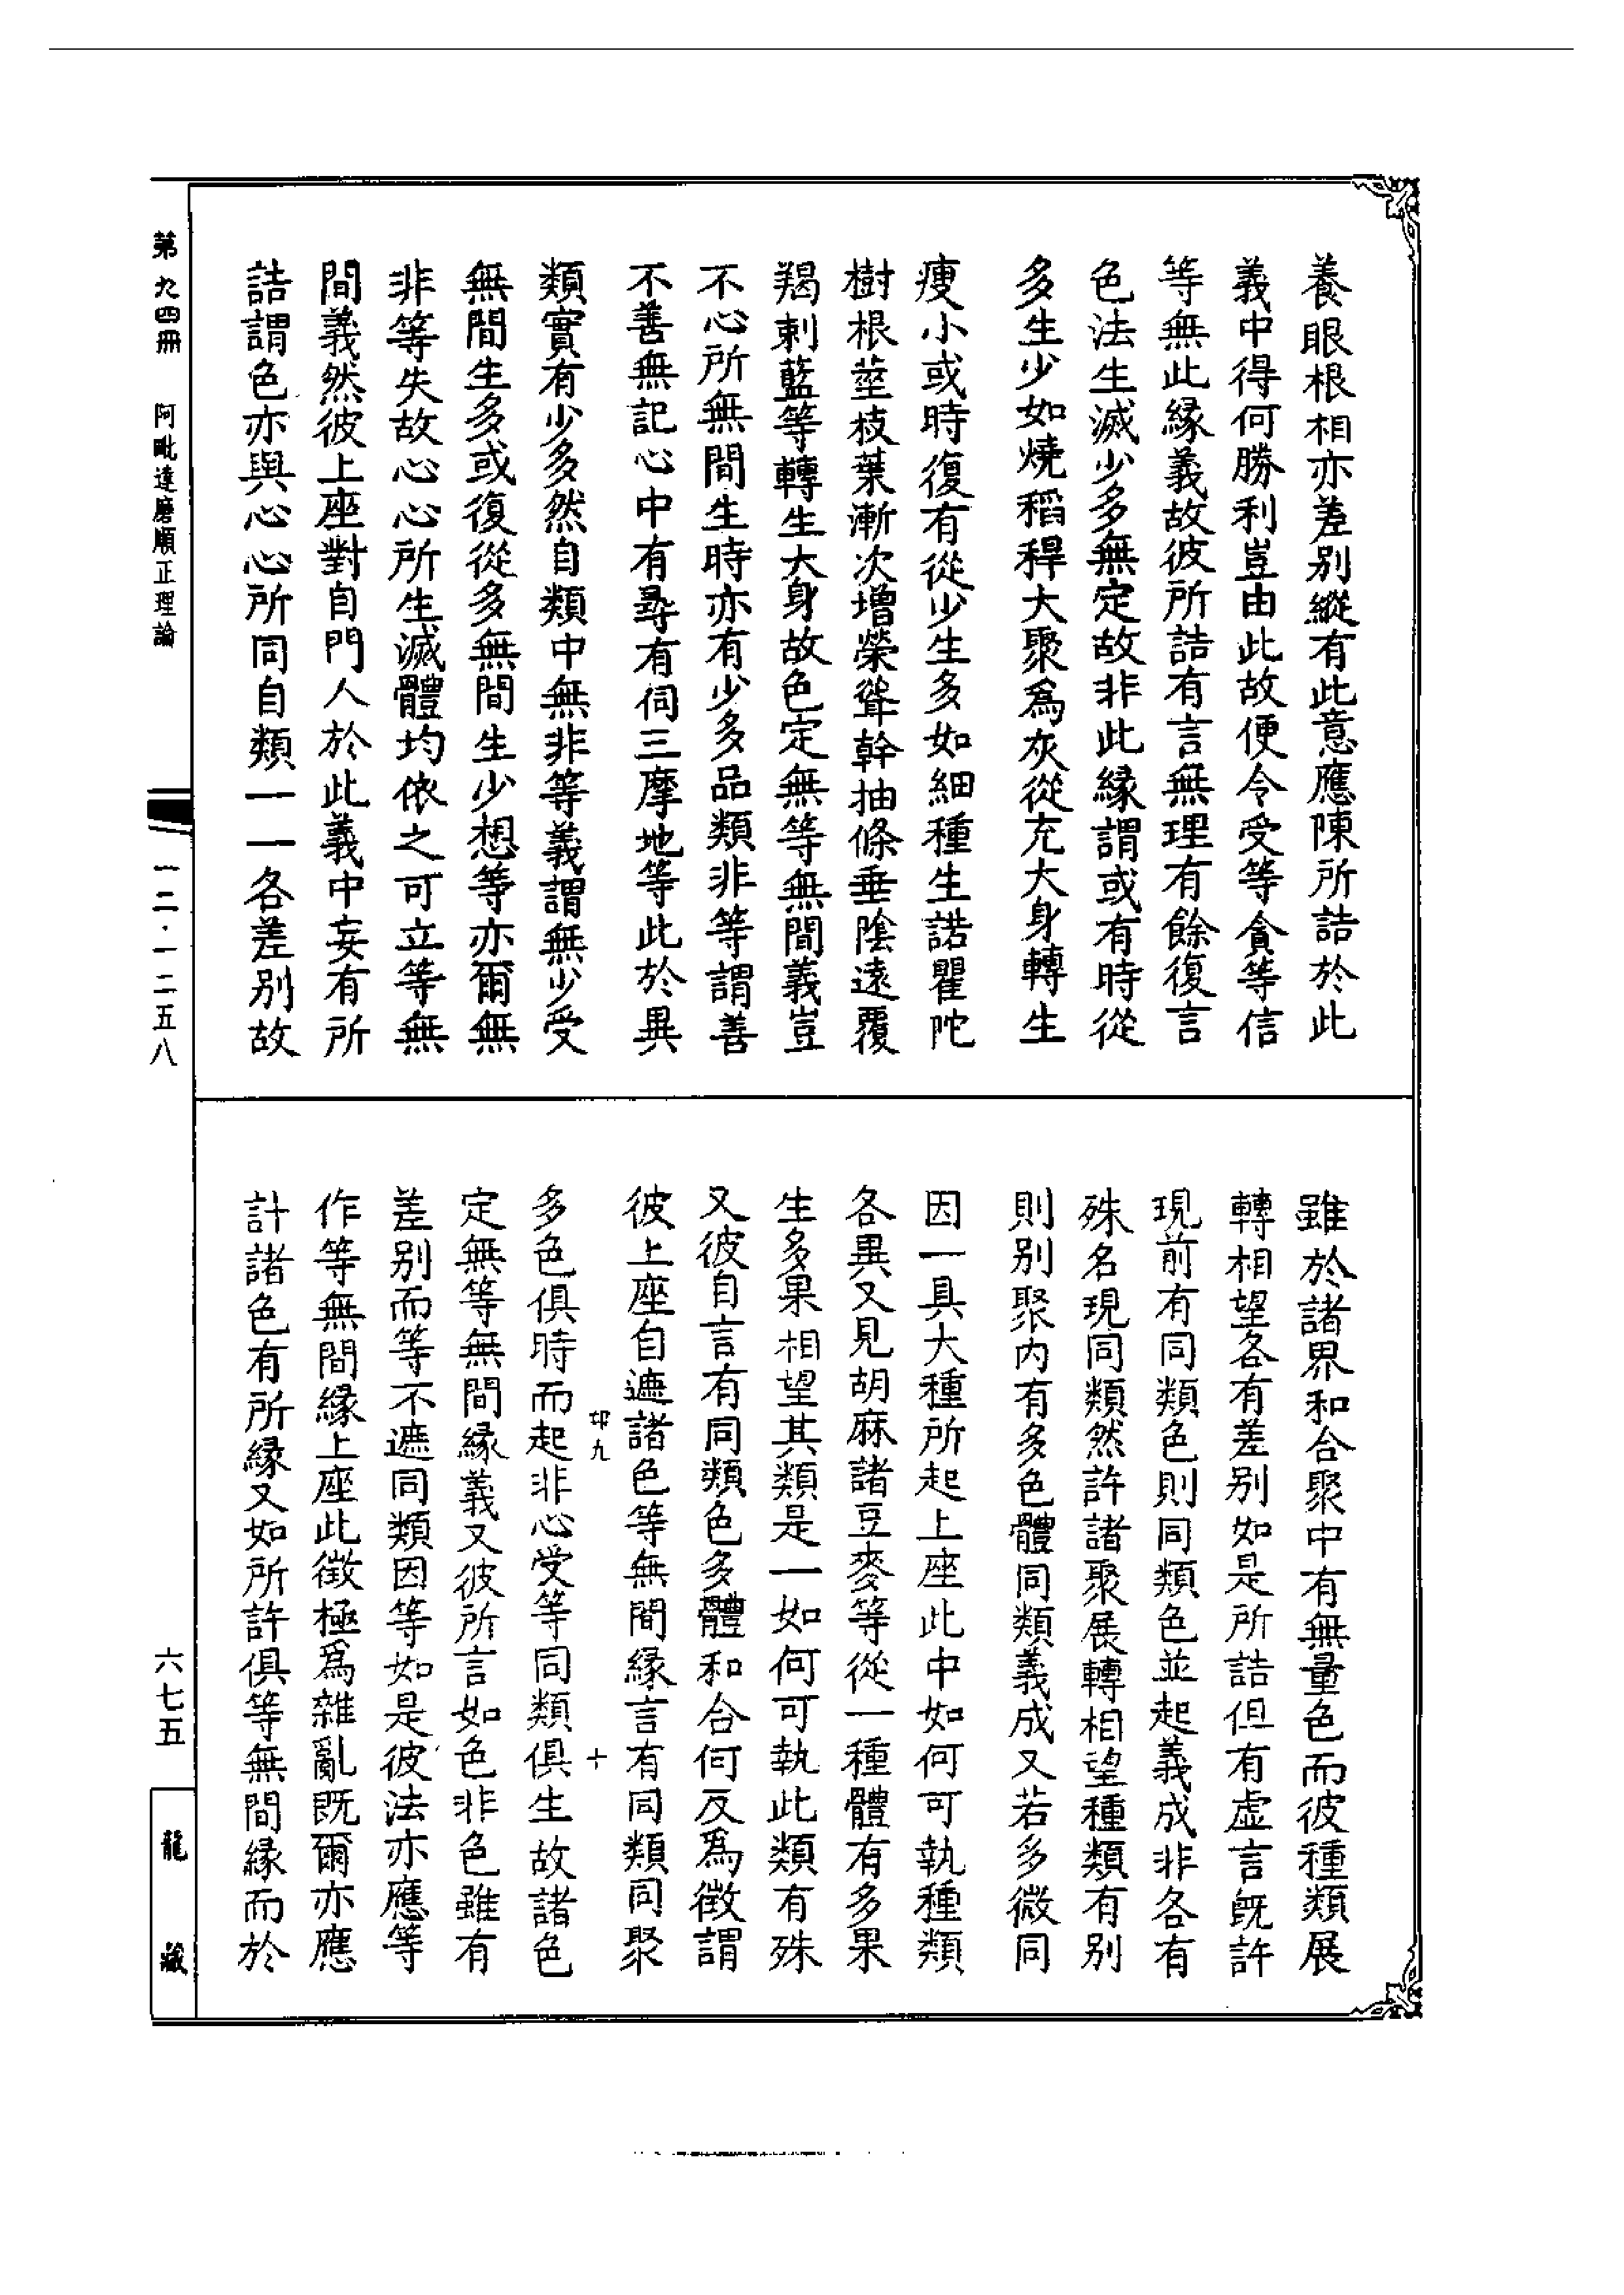 養眼根相亦差别縱有此意應陳所詰於此
義中得何勝利豈由此故便令受等貪等信
等無此縁義故彼所詰有言無理有餘復言
色法生滅少多無定故非此縁謂或有時從
多生少如燒稻稈大聚爲灰從充大身轉生
瘦小或時復有從少生多如細種生諾瞿陀
樹根莖枝葉漸次增榮聳幹抽條垂陰遠覆
羯剌藍等轉生大身故色定無等無間義豈
不心所無間生時亦有少多品類非等謂善
不善無記心中有尋有伺三摩地等此於異
類實有少多然自類中無非等義謂無少受
無間生多或復從多無間生少想等亦爾無
非等失故心心所生滅體均依之可立等無
間義然彼上座對自門人於此義中妄有所
詰謂色亦與心心所同自類一一各差别故
雖於諸界和合聚中有無量色而彼種類展
轉相望各有差别如是所詰但有虚言既許
現前有同類色則同類色並起義成非各有
殊名現同類然許諸聚展轉相望種類有别
則别聚内有多色體同類義成又若多微同
因一具大種所起上座此中如何可執種類
各異又見胡麻諸豆麥等從一種體有多果
生多果相望其類是一如何可執此類有殊
又彼自言有同類色多體和合何反爲徴謂
彼上座自遮諸色等無間縁言有同類同聚
多色俱時而起非心受等同類俱生故諸色
定無等無間縁義又彼所言如色非色雖有
差别而等不遮同類因等如是彼法亦應等
作等無間縁上座此徴極爲雜亂既爾亦應
計諸色有所縁又如所許俱等無間縁而於
第九四冊　阿毗達磨順正理論
一二·一二五八
六七五
龍藏
九
十